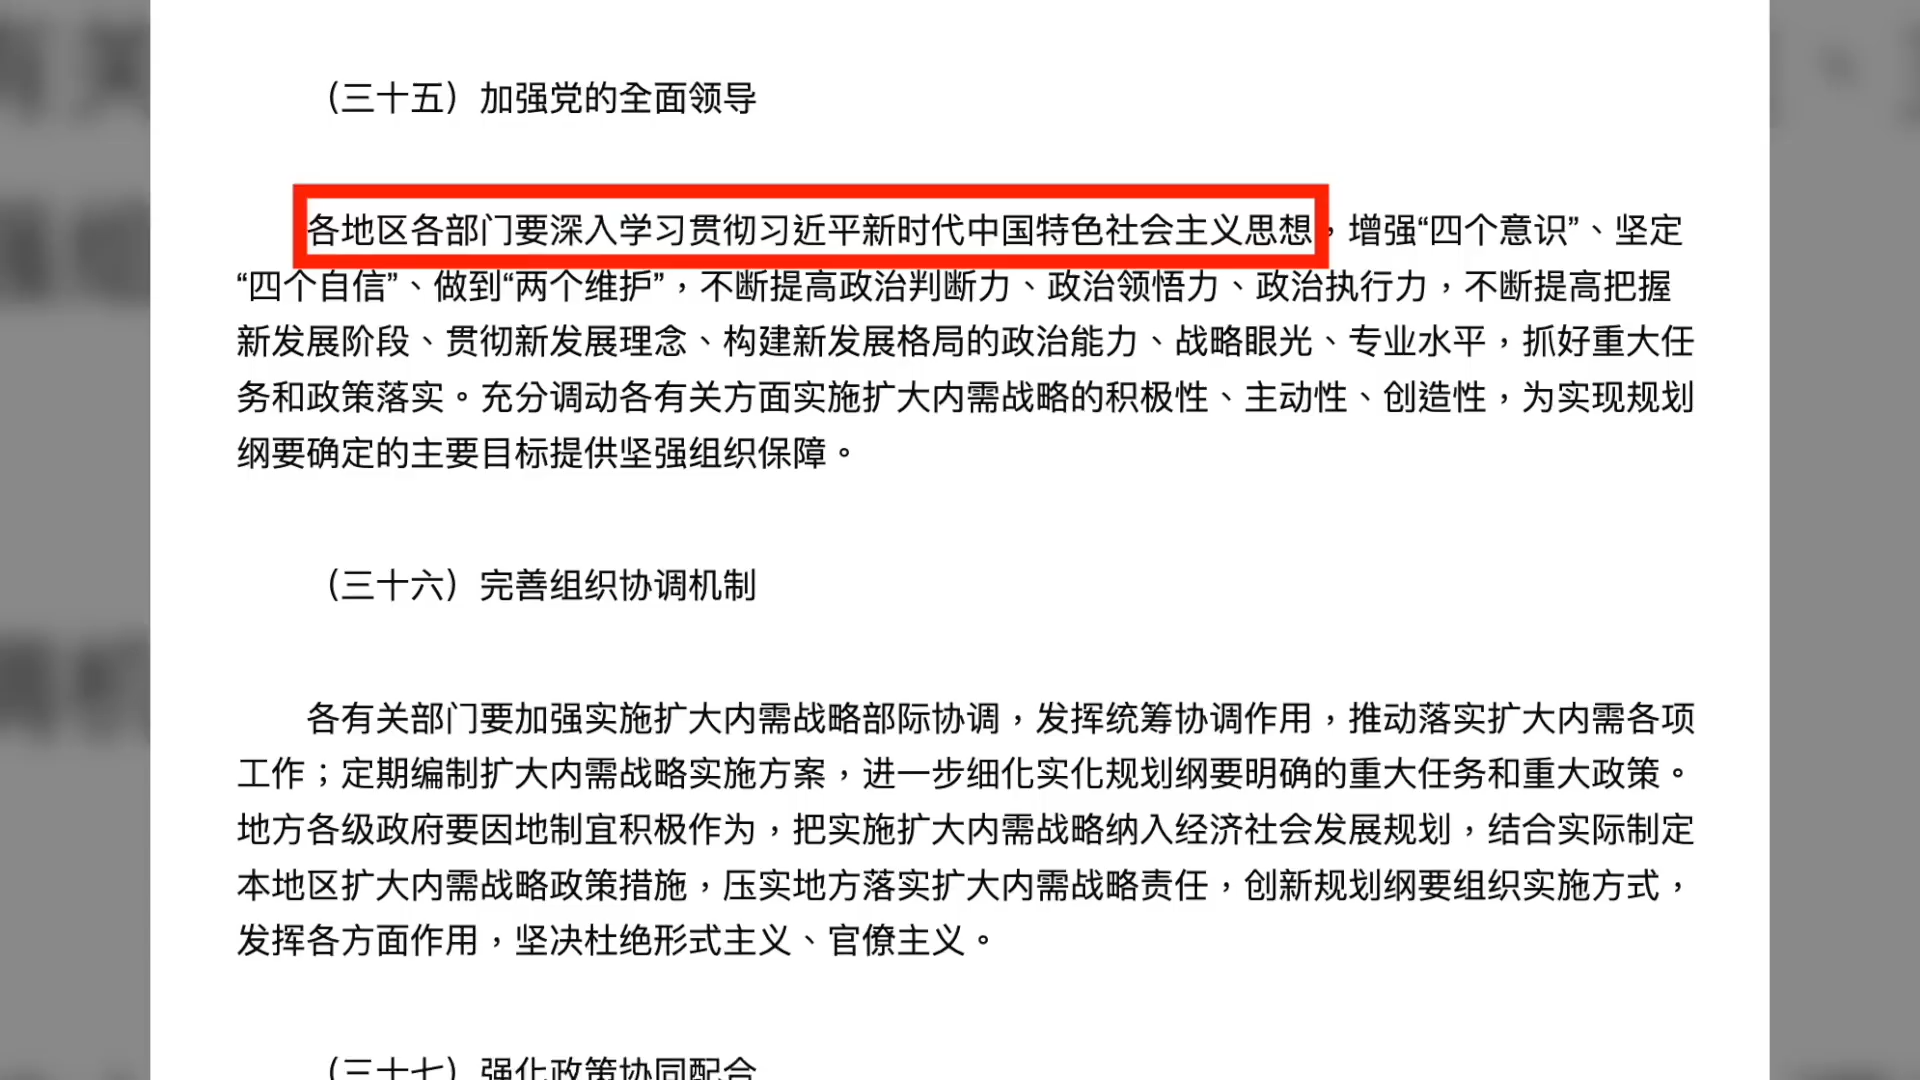 （三十五）加强党的全面领导
各地区各部门要深入学习贯彻习近平新时代中国特色社会主义思想，增强“四个意识”、坚定
“四个自信”、做到“两个维护”，不断提高政治判断力、政治领悟力、政治执行力，不断提高把握
新发展阶段、贯彻新发展理念、构建新发展格局的政治能力、战略眼光、专业水平，抓好重大任
务和政策落实。充分调动各有关方面实施扩大内需战略的积极性、主动性、创造性，为实现规划
纲要确定的主要目标提供坚强组织保障。
（三十六）完善组织协调机制
各有关部门要加强实施扩大内需战略部际协调，发挥统筹协调作用，推动落实扩大内需各项
工作；定期编制扩大内需战略实施方案，进一步细化实化规划纲要明确的重大任务和重大政策。
地方各级政府要因地制宜积极作为，把实施扩大内需战略纳入经济社会发展规划，结合实际制定
本地区扩大内需战略政策措施，压实地方落实扩大内需战略责任，创新规划纲要组织实施方式，
发挥各方面作用，坚决杜绝形式主义、官僚主义。
（三十七）强化政策协同配合